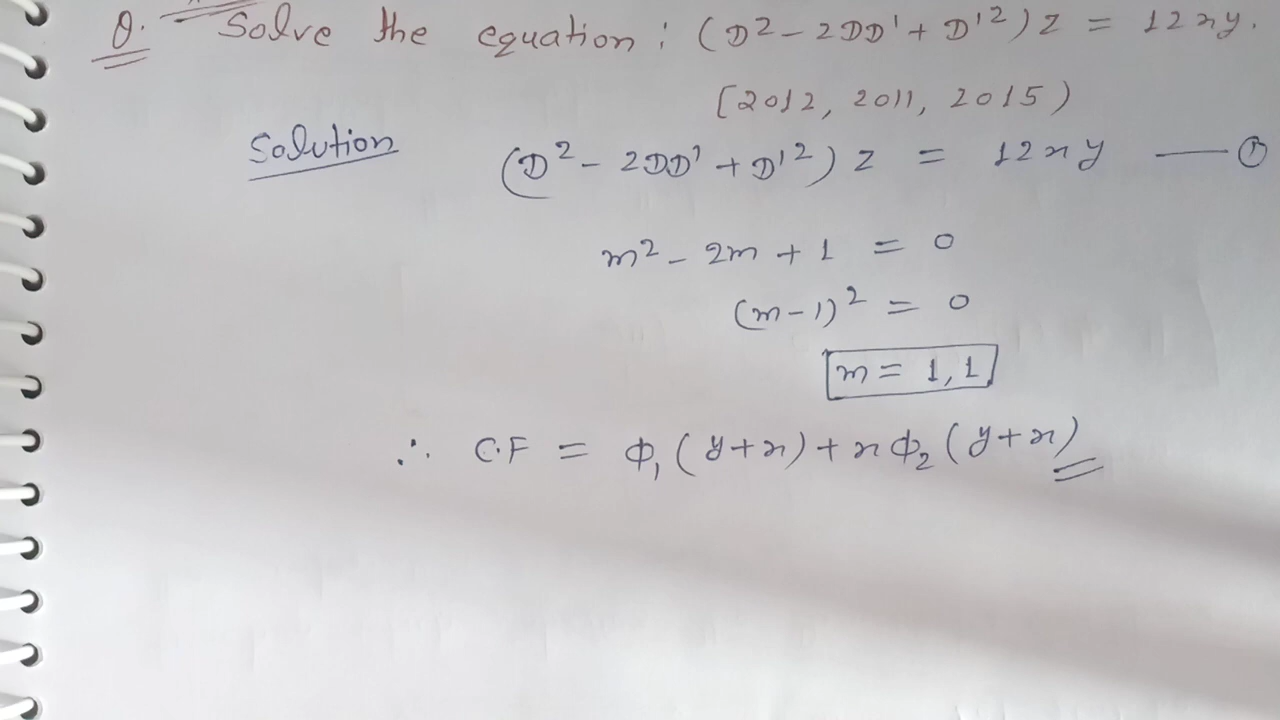 Q. Solve the equation : (D² - 2DD' + D'²) z = 12xy.
[2012, 2011, 2015)
Solution (D² - 2DD' + D'²) z = 12xy — ①
m² - 2m + 1 = 0
(m-1)² = 0
m = 1, 1
∴ C.F = Φ₁(y+x) + xΦ₂(y+x)